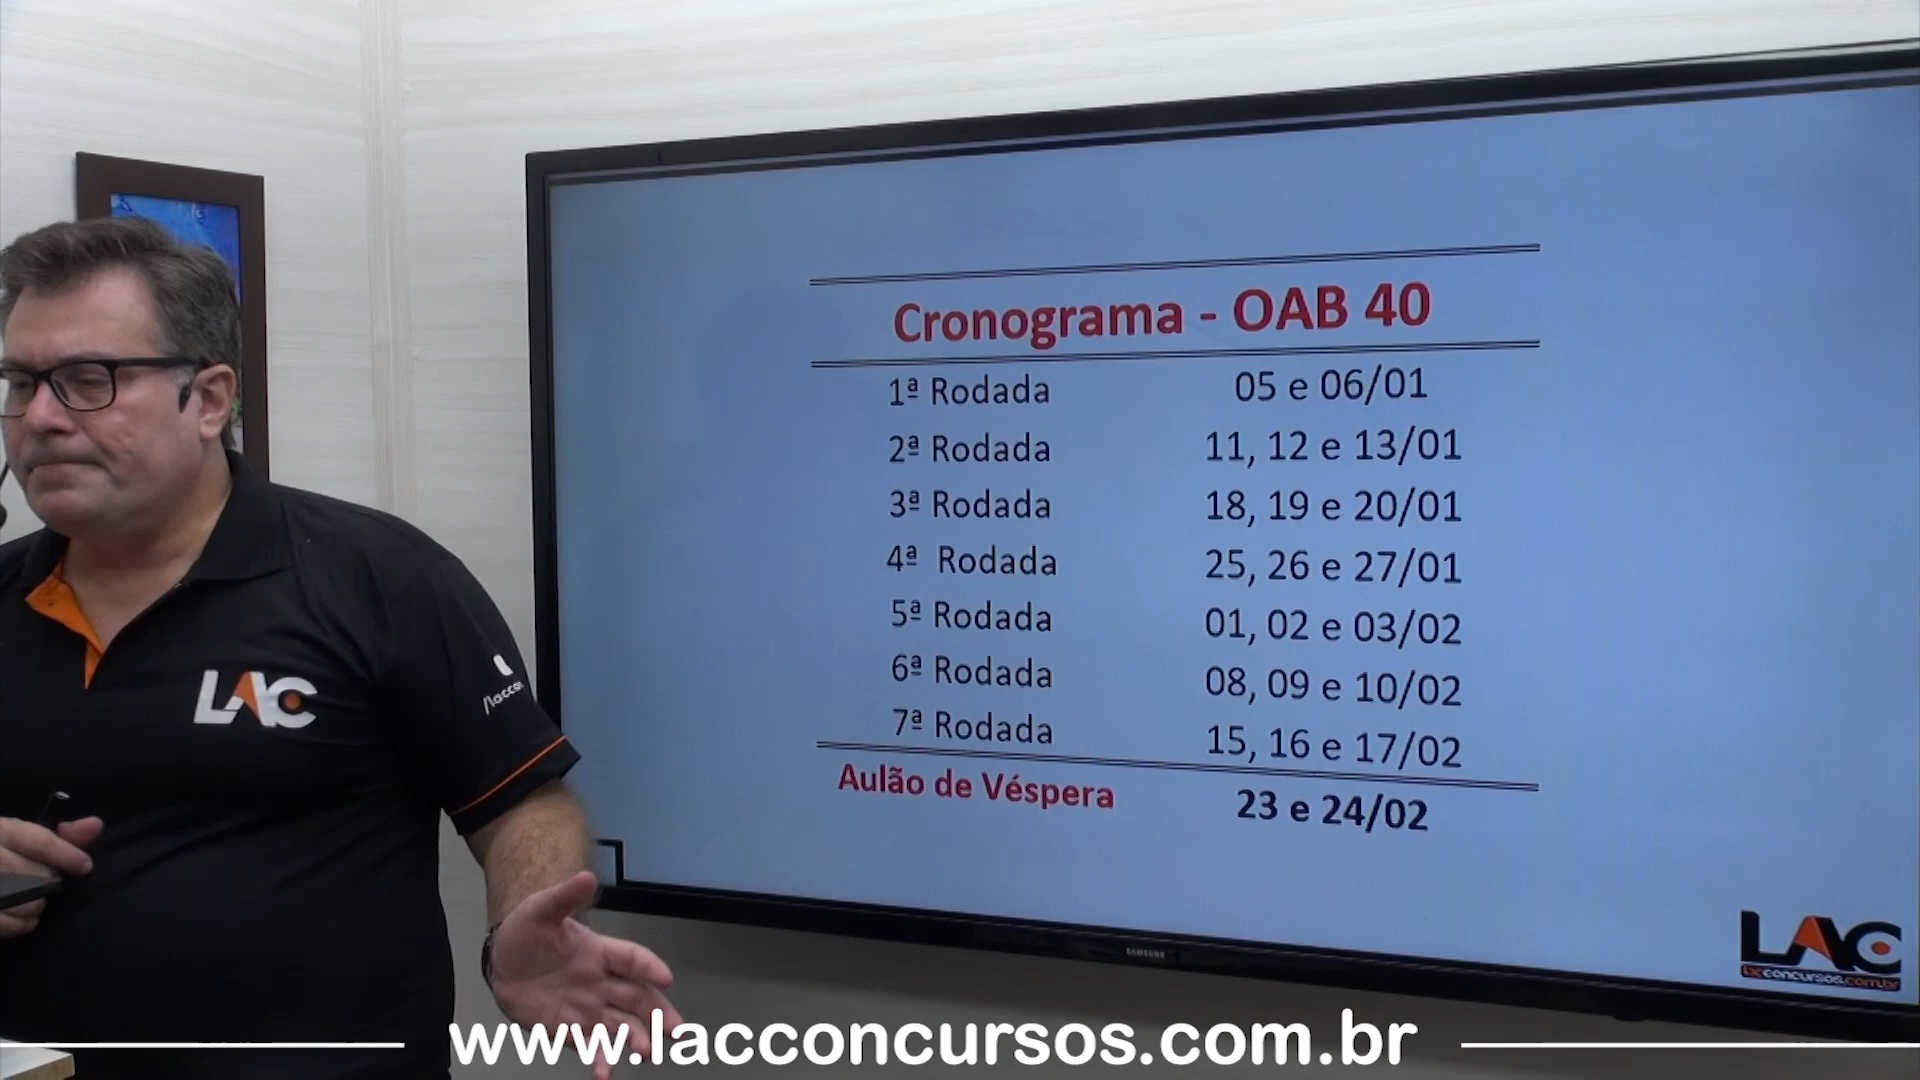 Cronograma - OAB 40
1ª Rodada 05 e 06/01
2ª Rodada 11, 12 e 13/01
3ª Rodada 18, 19 e 20/01
4ª Rodada 25, 26 e 27/01
5ª Rodada 01, 02 e 03/02
6ª Rodada 08, 09 e 10/02
7ª Rodada 15, 16 e 17/02
Aulão de Véspera 23 e 24/02
LAC
/laccon
SAMSUNG
LAC
lacconcursos.com.br
www.lacconcursos.com.br